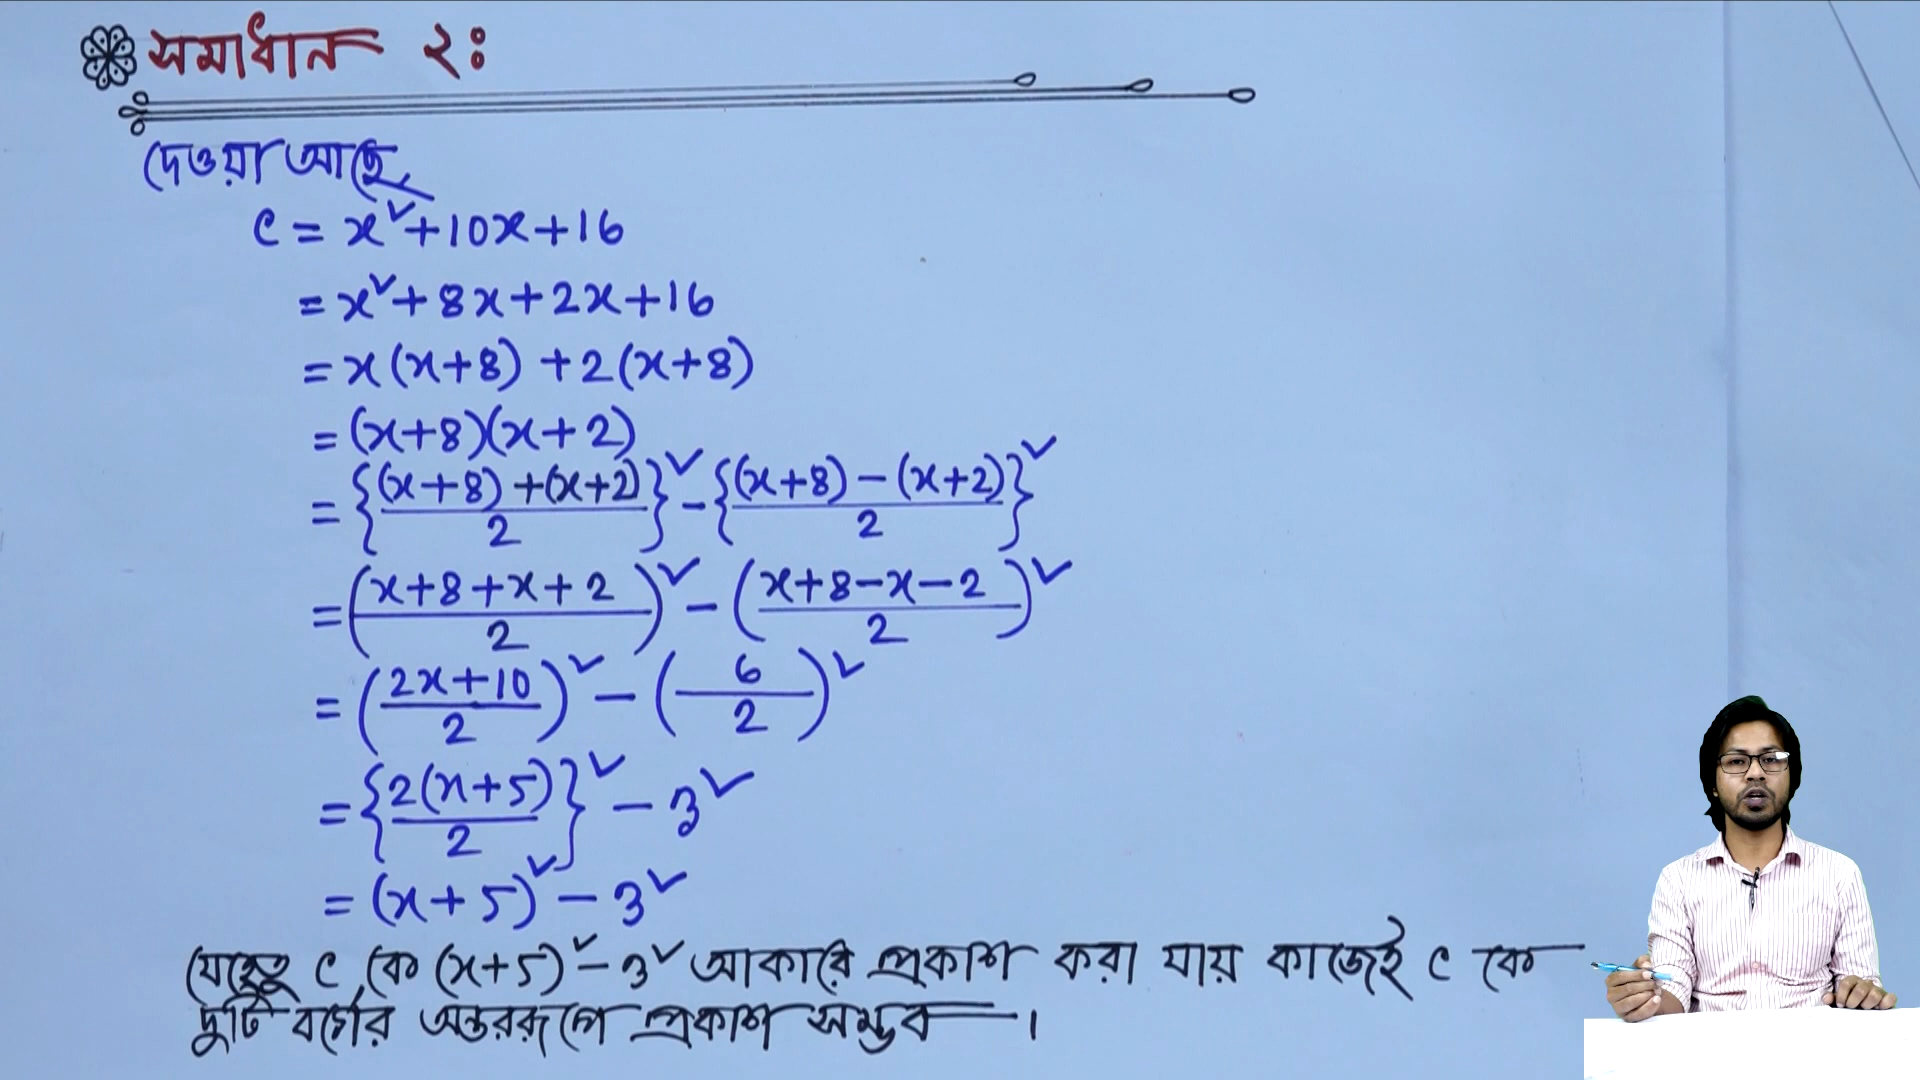 সমাধান ২ঃ
দেওয়া আছে,
c = x² + 10x + 16
= x² + 8x + 2x + 16
= x(x+8) + 2(x+8)
= (x+8)(x+2)
= {((x+8)+(x+2))/2}² - {((x+8)-(x+2))/2}²
= ((x+8+x+2)/2)² - ((x+8-x-2)/2)²
= ((2x+10)/2)² - (6/2)²
= {2(x+5)/2}² - 3²
= (x+5)² - 3²
যেহেতু c কে (x+5)² - 3² আকারে প্রকাশ করা যায় কাজেই c কে
দুটি বর্গের অন্তররূপে প্রকাশ সম্ভব।